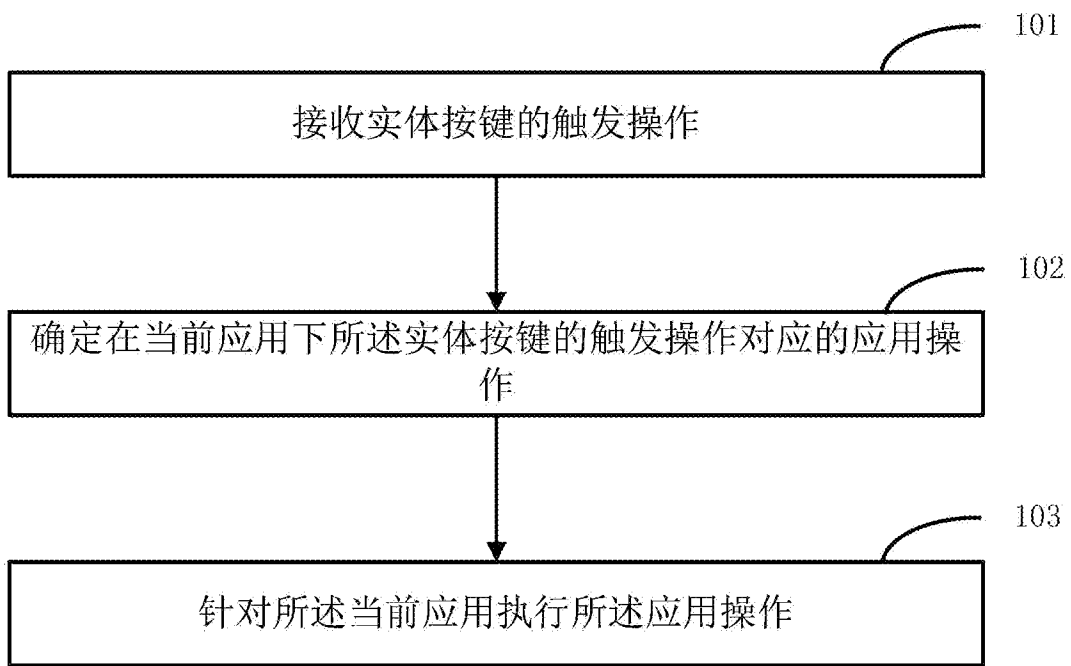 101
接收实体按键的触发操作
102
确定在当前应用下所述实体按键的触发操作对应的应用操
作
103
针对所述当前应用执行所述应用操作